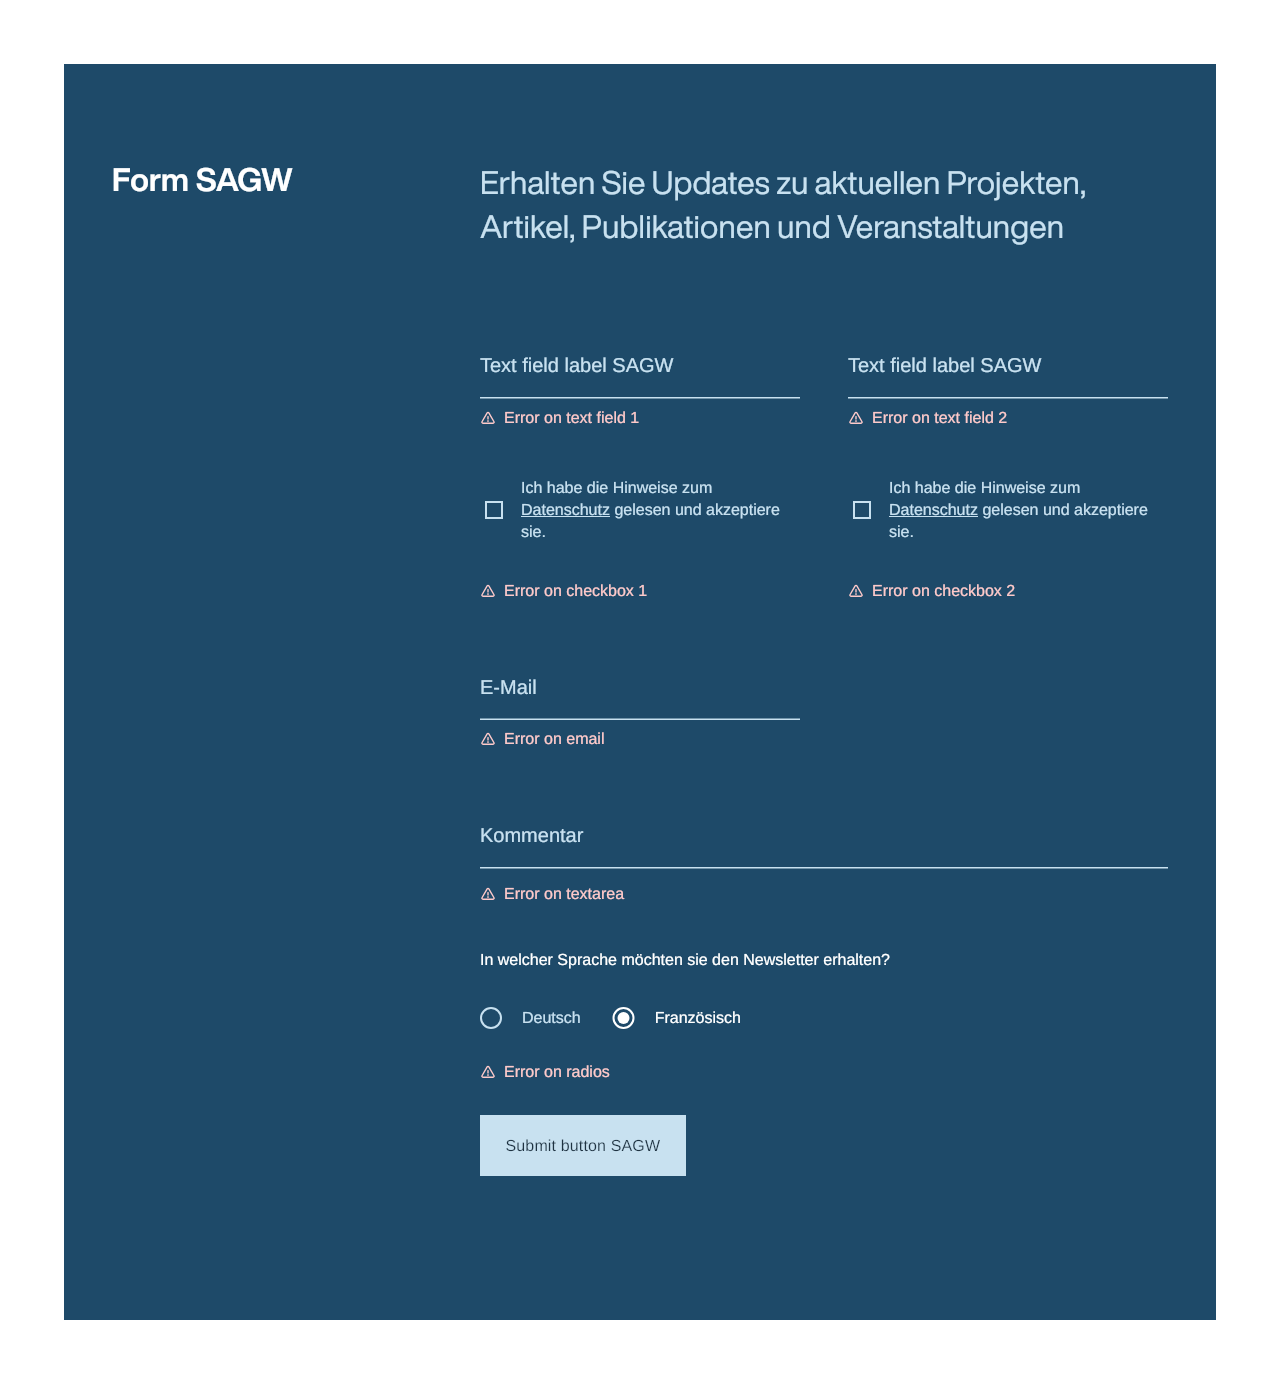 Form SAGW
Erhalten Sie Updates zu aktuellen Projekten,
Artikel, Publikationen und Veranstaltungen
Text field label SAGW
Text field label SAGW
Error on text field 1
Error on text field 2
Ich habe die Hinweise zum
Datenschutz gelesen und akzeptiere
sie.
Ich habe die Hinweise zum
Datenschutz gelesen und akzeptiere
sie.
Error on checkbox 1
Error on checkbox 2
E-Mail
Error on email
Kommentar
Error on textarea
In welcher Sprache möchten sie den Newsletter erhalten?
Deutsch
Französisch
Error on radios
Submit button SAGW